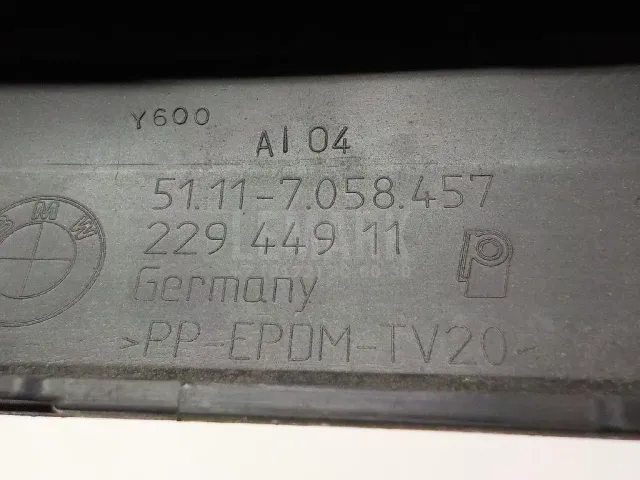 Y600
AI 04
51.11-7.058.457
229 449 11
Germany
>PP-EPDM-TV20<
BMW